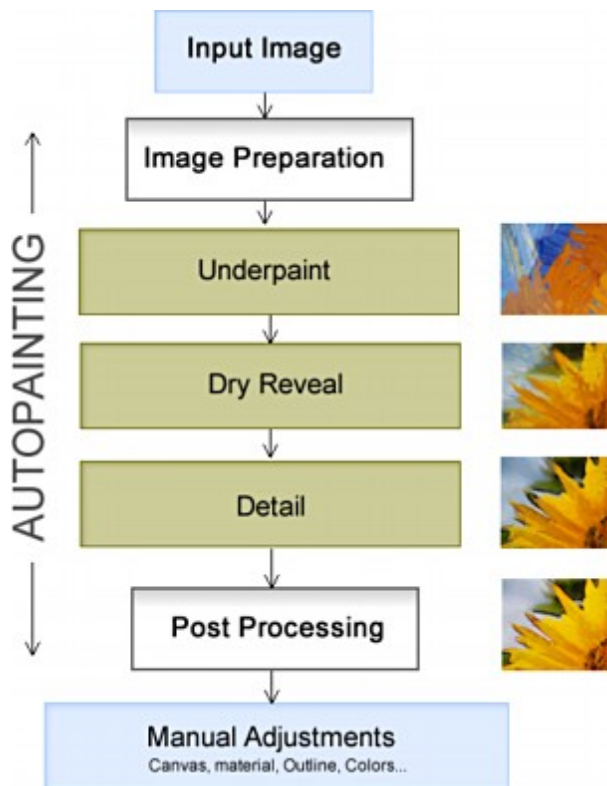 Input Image
Image Preparation
AUTOPAINTING
Underpaint
Dry Reveal
Detail
Post Processing
Manual Adjustments
Canvas, material, Outline, Colors...